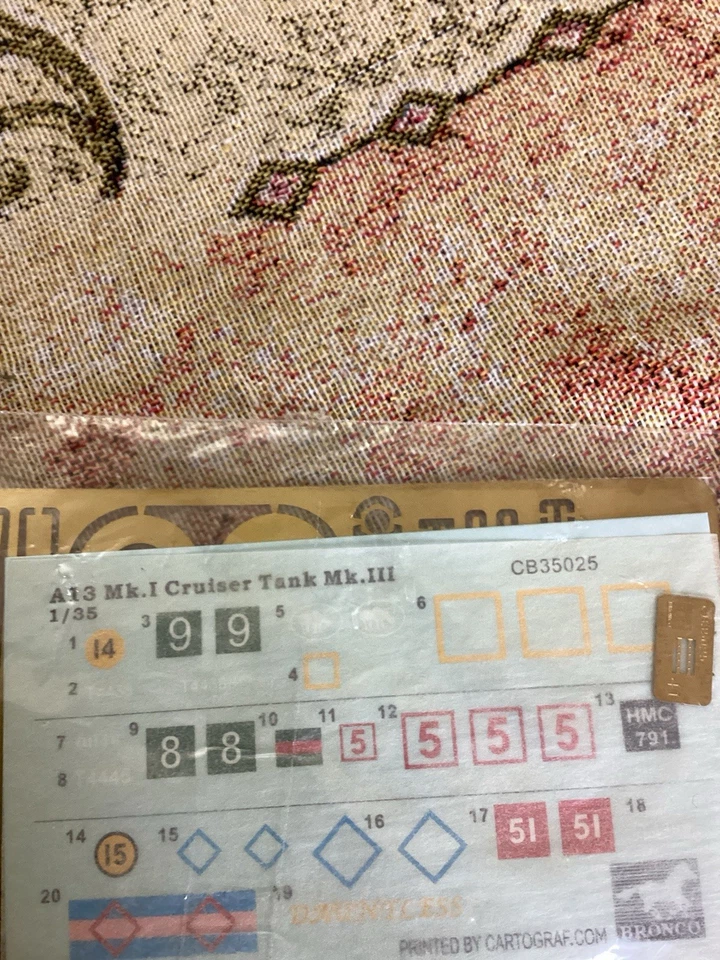 A13 Mk.I Cruiser Tank Mk.III
CB35025
1/35
1 14
3 9 9
5
6
2
4
7
9 8 8
10
11 5
12 5 5 5
13 HMC 791
8 T4445
14 15
15
16
17 51 51
18
20
19
BRONCO
PRINTED BY CARTOGRAF.COM